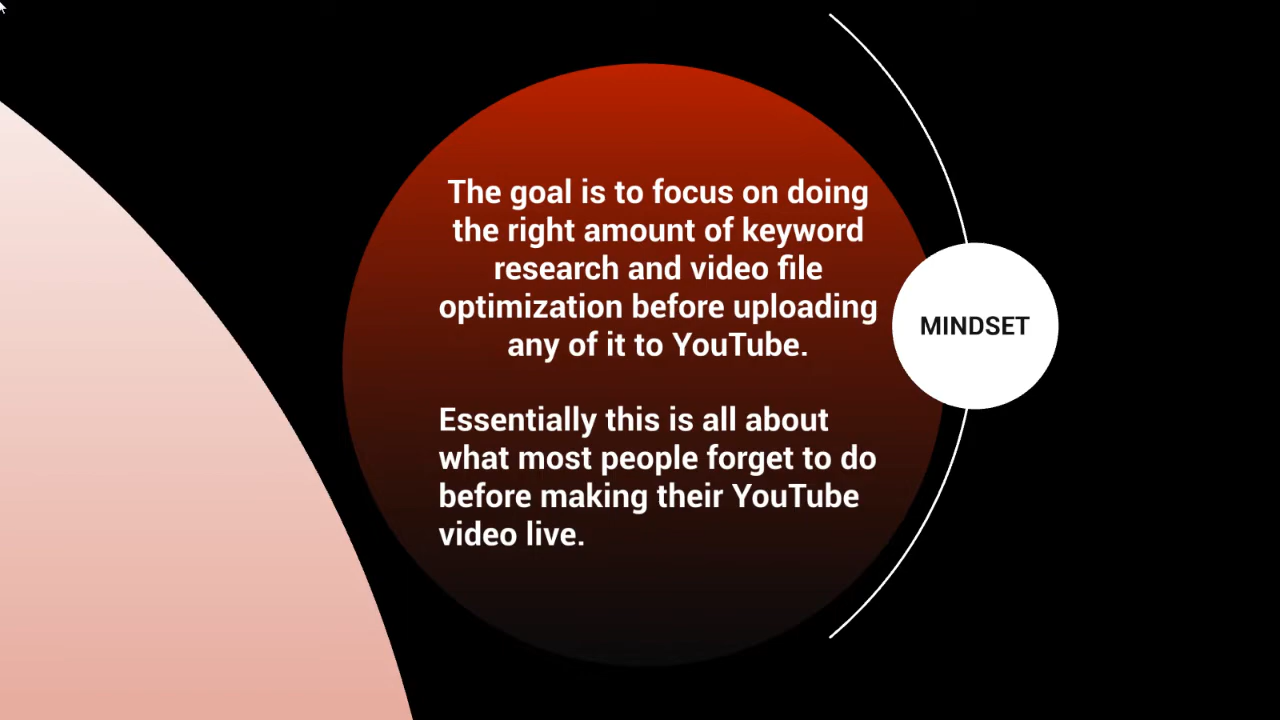 The goal is to focus on doing
the right amount of keyword
research and video file
optimization before uploading
any of it to YouTube.
Essentially this is all about
what most people forget to do
before making their YouTube
video live.
MINDSET